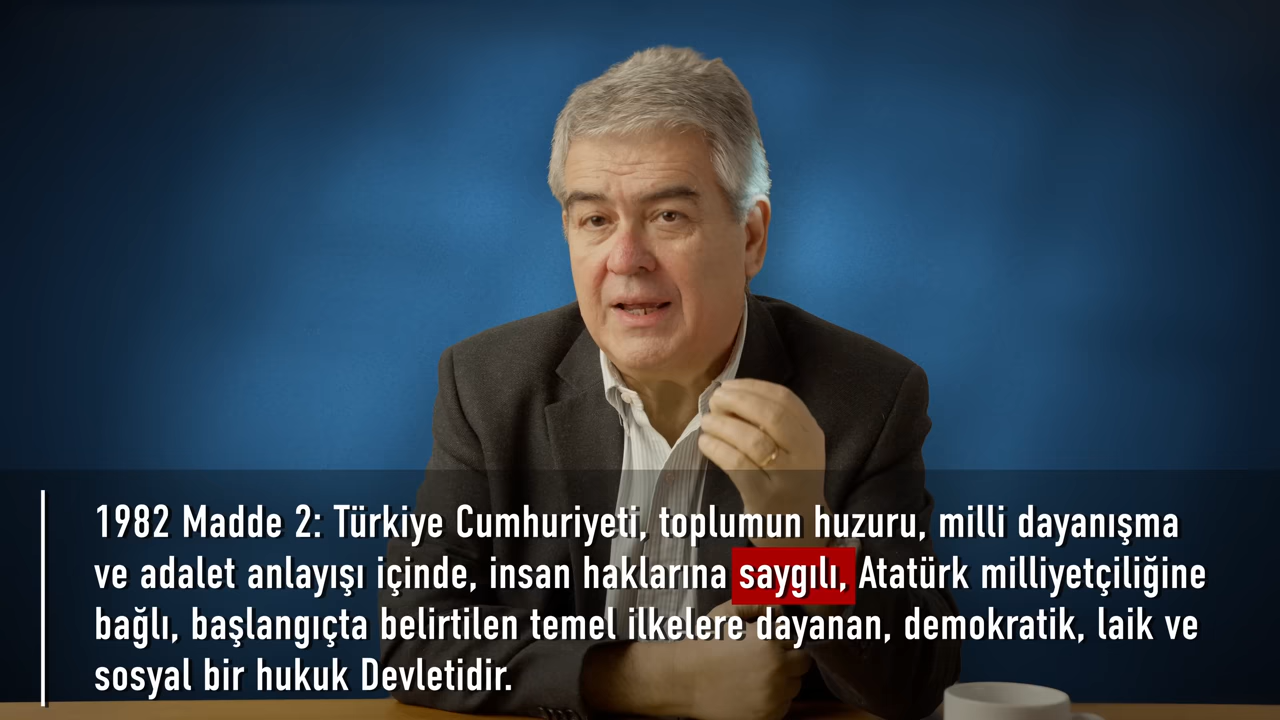 1982 Madde 2: Türkiye Cumhuriyeti, toplumun huzuru, milli dayanışma
ve adalet anlayışı içinde, insan haklarına saygılı, Atatürk milliyetçiliğine
bağlı, başlangıçta belirtilen temel ilkelere dayanan, demokratik, laik ve
sosyal bir hukuk Devletidir.